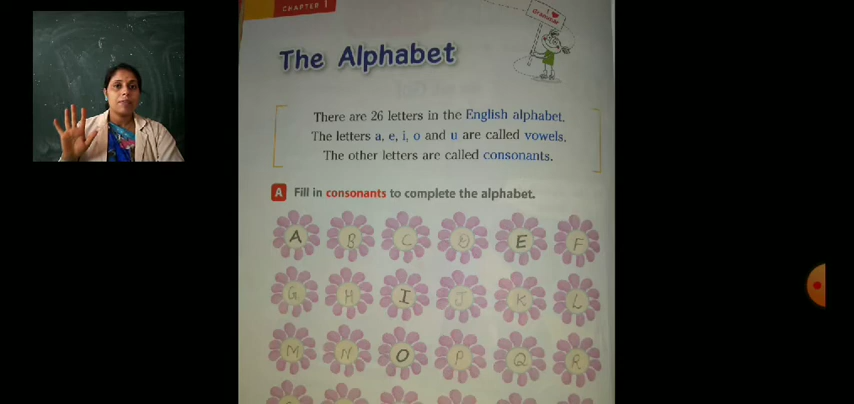 CHAPTER 1
I ❤ Grammar
The Alphabet
There are 26 letters in the English alphabet.
The letters a, e, i, o and u are called vowels.
The other letters are called consonants.
A Fill in consonants to complete the alphabet.
A B C D E F
G H I J K L
M N O P Q R